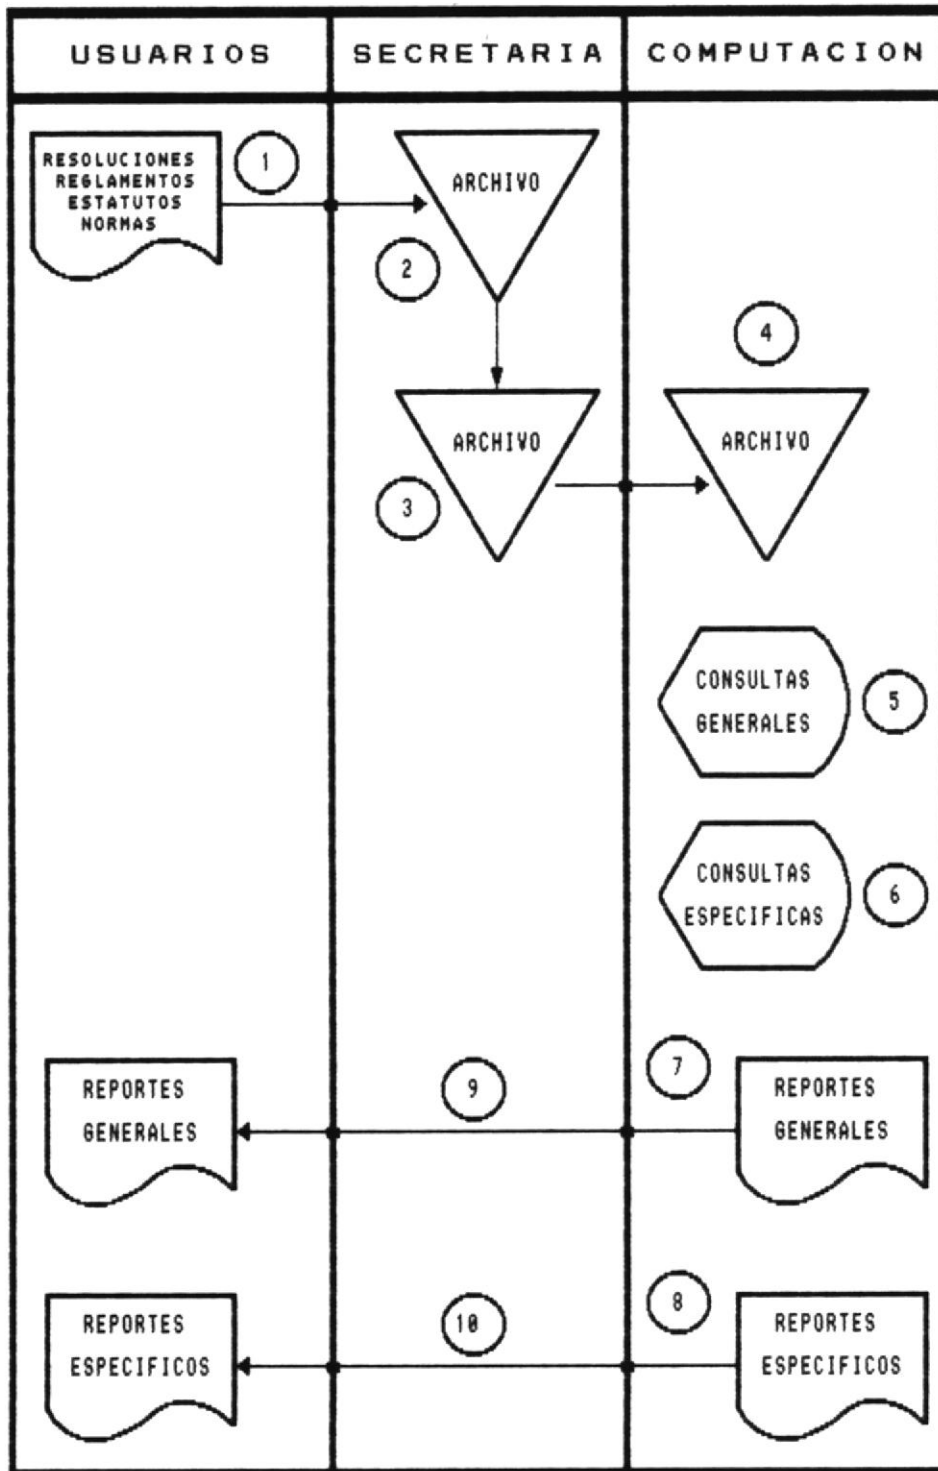 USUARIOS
SECRETARIA
COMPUTACION
RESOLUCIONES
REGLAMENTOS
ESTATUTOS
NORMAS
1
ARCHIVO
2
4
ARCHIVO
3
ARCHIVO
CONSULTAS
GENERALES
5
CONSULTAS
ESPECIFICAS
6
REPORTES
GENERALES
9
7
REPORTES
GENERALES
REPORTES
ESPECIFICOS
10
8
REPORTES
ESPECIFICOS